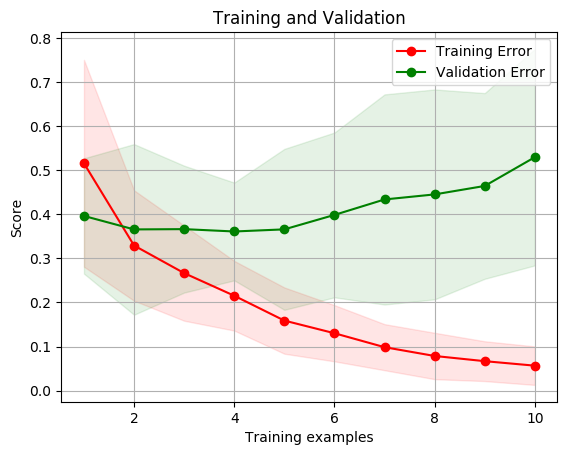 Training and Validation
Training Error
Validation Error
Score
0.8
0.7
0.6
0.5
0.4
0.3
0.2
0.1
0.0
2
4
6
8
10
Training examples